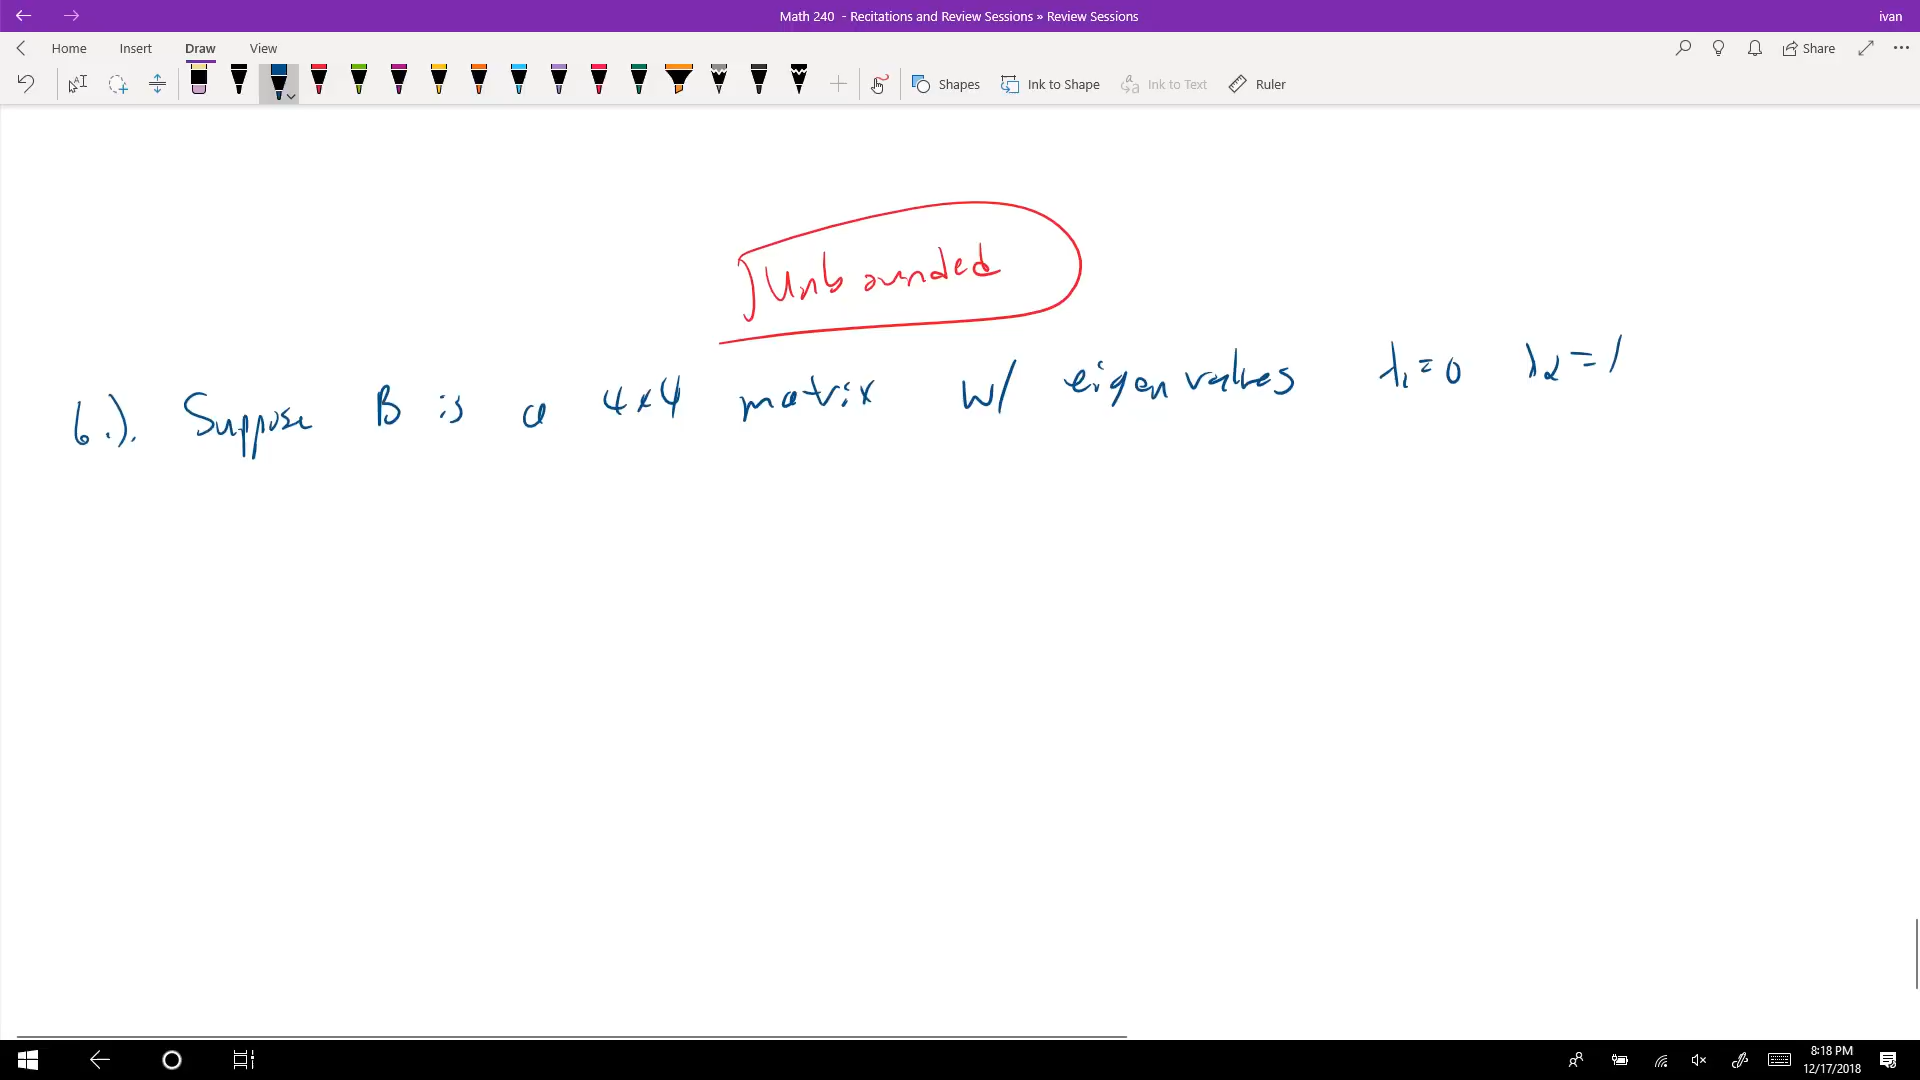 Math 240 - Recitations and Review Sessions » Review Sessions
ivan
Home Insert Draw View
Share
Shapes Ink to Shape Ink to Text Ruler
Unbounded
6.). Suppose B is a 4x4 matrix w/ eigenvalues λ₁=0 λ₂=1
8:18 PM
12/17/2018